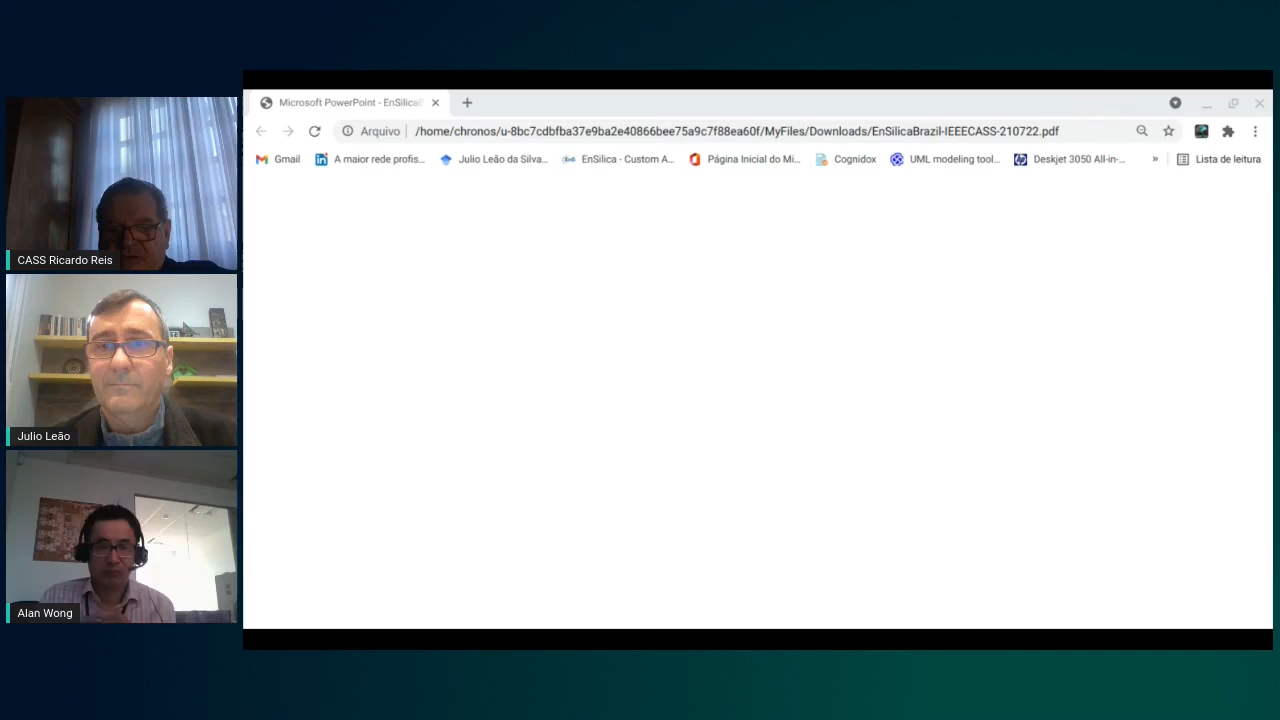 CASS Ricardo Reis
Julio Leão
Alan Wong
Microsoft PowerPoint - EnSilicaB
Arquivo /home/chronos/u-8bc7cdbfba37e9ba2e40866bee75a9c7f88ea60f/MyFiles/Downloads/EnSilicaBrazil-IEEECASS-210722.pdf
Gmail A maior rede profis... Julio Leão da Silva... EnSilica - Custom A... Página Inicial do Mi... Cognidox UML modeling tool... Deskjet 3050 All-in-... » Lista de leitura